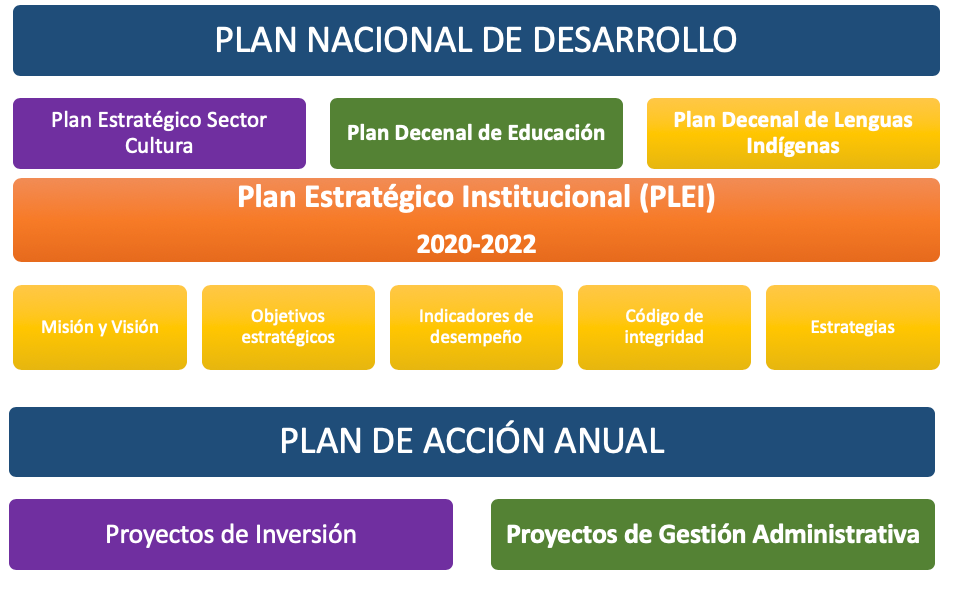 PLAN NACIONAL DE DESARROLLO
Plan Estratégico Sector
Cultura
Plan Decenal de Educación
Plan Decenal de Lenguas
Indígenas
Plan Estratégico Institucional (PLEI)
2020-2022
Misión y Visión
Objetivos
estratégicos
Indicadores de
desempeño
Código de
integridad
Estrategias
PLAN DE ACCIÓN ANUAL
Proyectos de Inversión
Proyectos de Gestión Administrativa